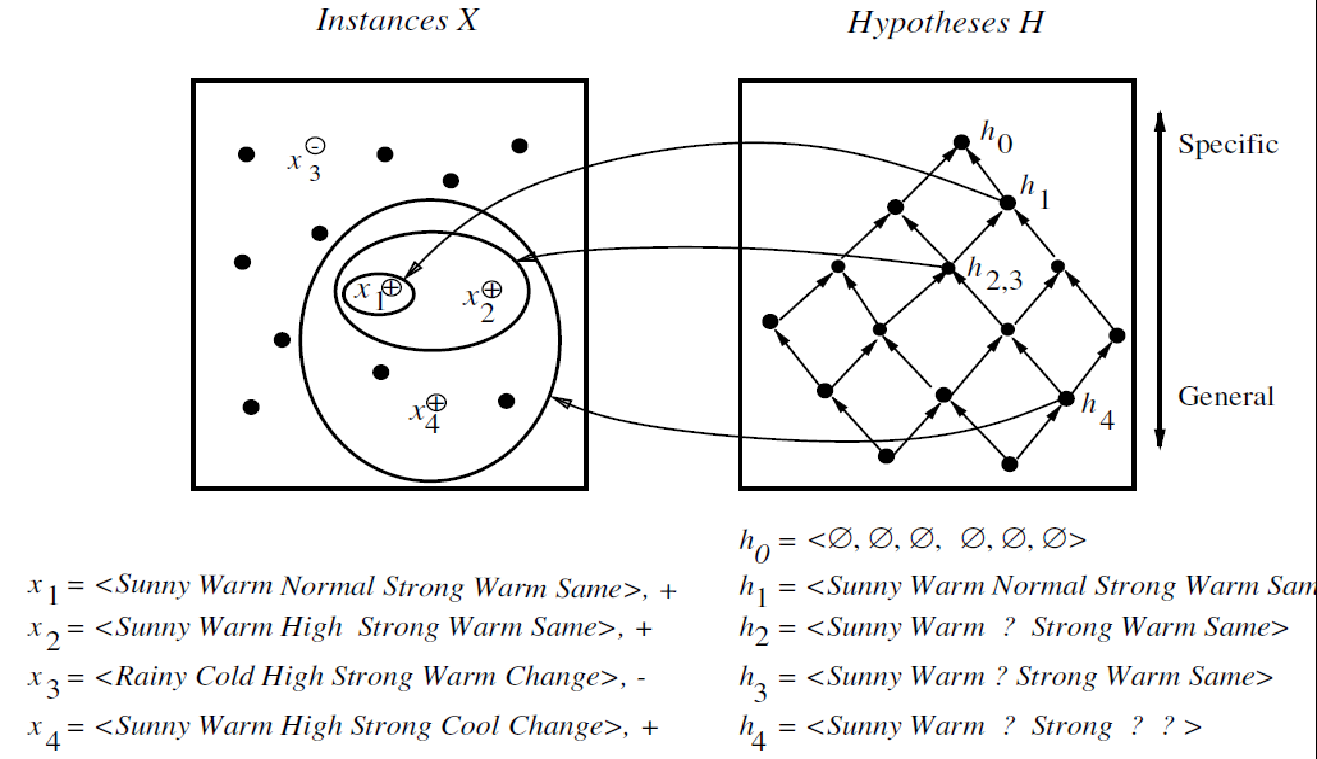 Instances X
Hypotheses H
x3 ⊖
h0
Specific
h1
x1 ⊕
x2 ⊕
h2,3
x4 ⊕
h4
General
h0 = <∅, ∅, ∅, ∅, ∅, ∅>
x1 = <Sunny Warm Normal Strong Warm Same>, +
h1 = <Sunny Warm Normal Strong Warm Sam
x2 = <Sunny Warm High Strong Warm Same>, +
h2 = <Sunny Warm ? Strong Warm Same>
x3 = <Rainy Cold High Strong Warm Change>, -
h3 = <Sunny Warm ? Strong Warm Same>
x4 = <Sunny Warm High Strong Cool Change>, +
h4 = <Sunny Warm ? Strong ? ? >